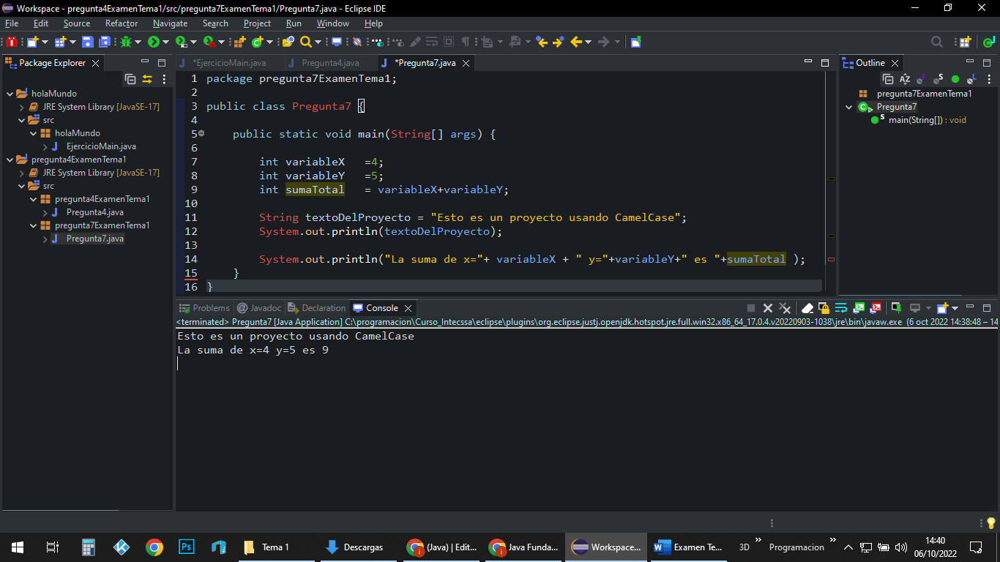 Workspace - pregunta4ExamenTema1/src/pregunta7ExamenTema1/Pregunta7.java - Eclipse IDE
File Edit Source Refactor Navigate Search Project Run Window Help
Package Explorer
holaMundo
JRE System Library [JavaSE-17]
src
holaMundo
EjercicioMain.java
pregunta4ExamenTema1
JRE System Library [JavaSE-17]
src
pregunta4ExamenTema1
Pregunta4.java
pregunta7ExamenTema1
Pregunta7.java
*EjercicioMain.java Pregunta4.java *Pregunta7.java
1 package pregunta7ExamenTema1;
2
3 public class Pregunta7 {
4
5 public static void main(String[] args) {
6
7 int variableX =4;
8 int variableY =5;
9 int sumaTotal = variableX+variableY;
10
11 String textoDelProyecto = "Esto es un proyecto usando CamelCase";
12 System.out.println(textoDelProyecto);
13
14 System.out.println("La suma de x="+ variableX + " y="+variableY+" es "+sumaTotal );
15 }
16 }
Outline
pregunta7ExamenTema1
Pregunta7
main(String[]) : void
Problems Javadoc Declaration Console
<terminated> Pregunta7 [Java Application] C:\programacion\Curso_Intecssa\eclipse\plugins\org.eclipse.justj.openjdk.hotspot.jre.full.win32.x86_64_17.0.4.v20220903-1038\jre\bin\javaw.exe (6 oct 2022 14:38:48 – 14
Esto es un proyecto usando CamelCase
La suma de x=4 y=5 es 9
Tema 1 Descargas (Java) | Edit... Java Funda... Workspace... Examen Te... 3D Programacion 14:40
06/10/2022